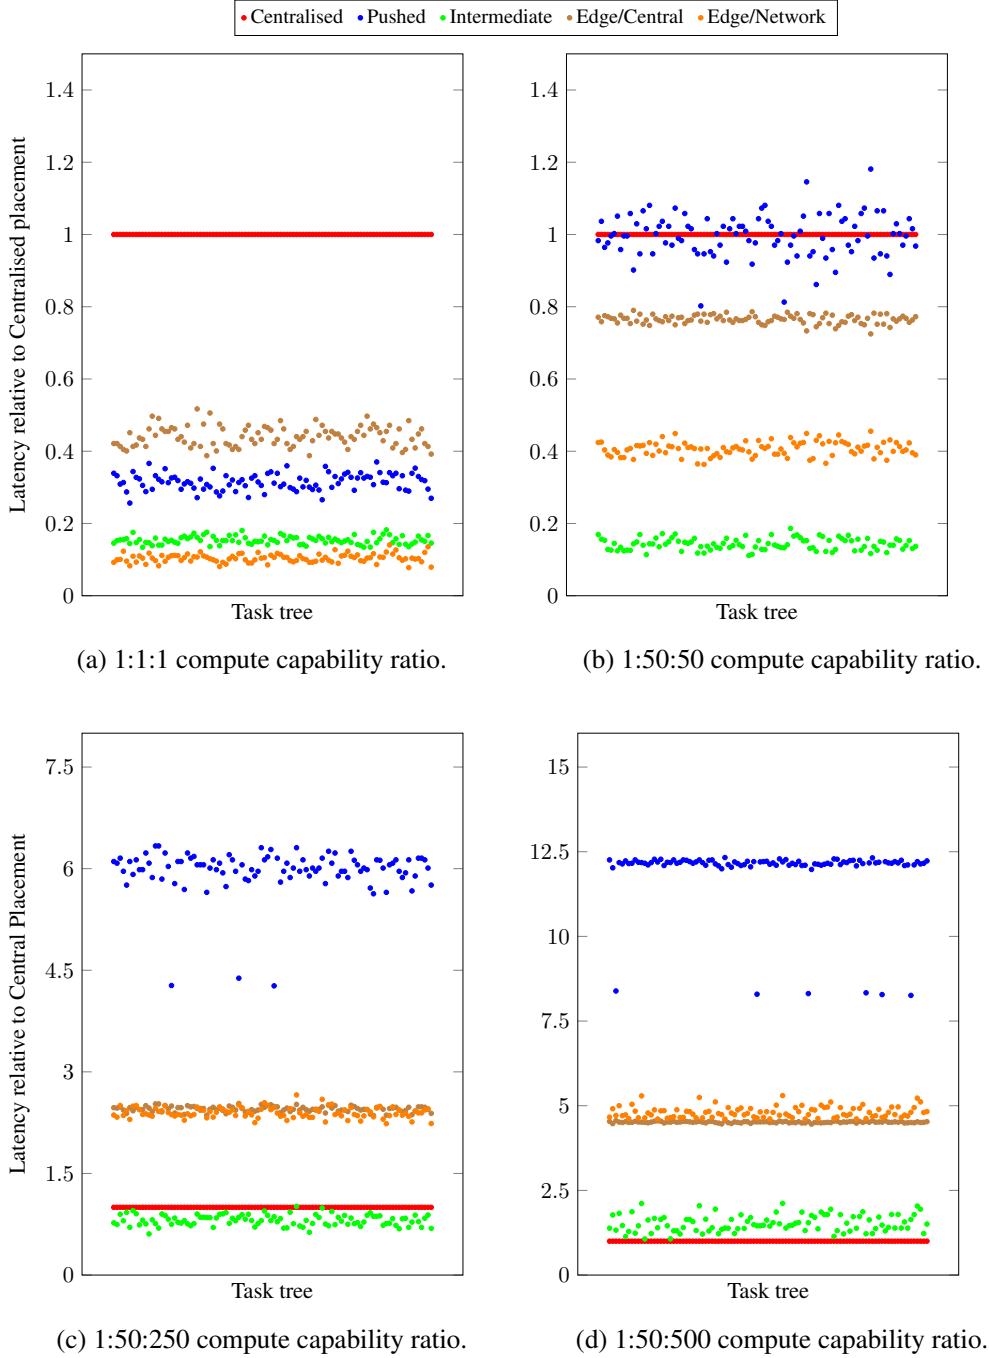 Centralised Pushed Intermediate Edge/Central Edge/Network
1.4
1.2
1
0.8
0.6
0.4
0.2
0
Latency relative to Centralised placement
Task tree
(a) 1:1:1 compute capability ratio.
1.4
1.2
1
0.8
0.6
0.4
0.2
0
Task tree
(b) 1:50:50 compute capability ratio.
7.5
6
4.5
3
1.5
0
Latency relative to Central Placement
Task tree
(c) 1:50:250 compute capability ratio.
15
12.5
10
7.5
5
2.5
0
Task tree
(d) 1:50:500 compute capability ratio.